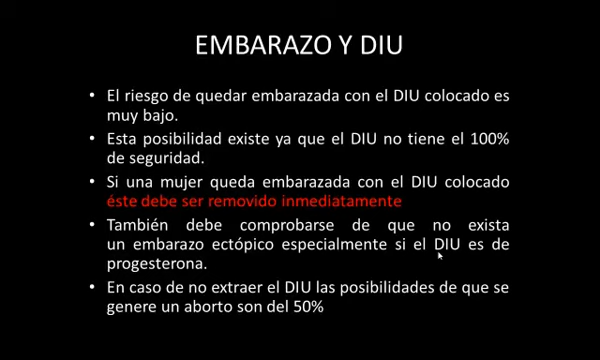 EMBARAZO Y DIU
• El riesgo de quedar embarazada con el DIU colocado es
muy bajo.
• Esta posibilidad existe ya que el DIU no tiene el 100%
de seguridad.
• Si una mujer queda embarazada con el DIU colocado
éste debe ser removido inmediatamente
• También debe comprobarse de que no exista
un embarazo ectópico especialmente si el DIU es de
progesterona.
• En caso de no extraer el DIU las posibilidades de que se
genere un aborto son del 50%